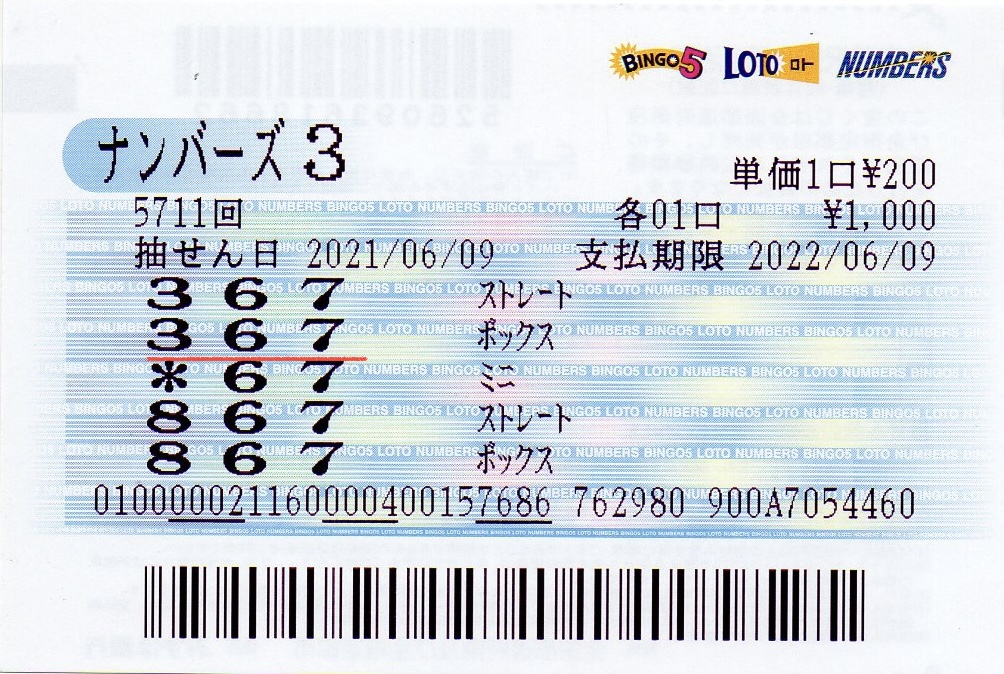 BINGO5 LOTO NUMBERS
ナンバーズ3
単価1口¥200
5711回 各01口 ¥1,000
抽せん日 2021/06/09 支払期限 2022/06/09
3 6 7 ストレート
3 6 7 ボックス
* 6 7 ミニ
8 6 7 ストレート
8 6 7 ボックス
010000021160000400157686 762980 900A7054460